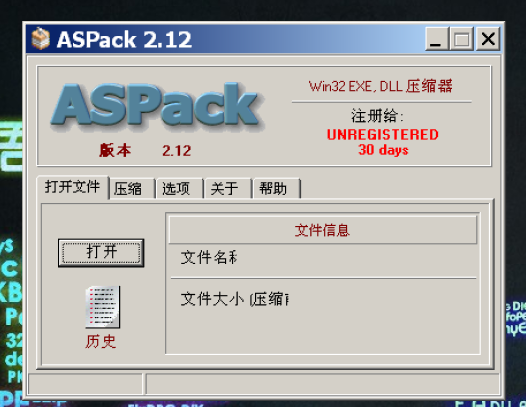 ASPack 2.12
ASPack
版本 2.12
Win32 EXE, DLL 压缩器
注册给:
UNREGISTERED
30 days
打开文件 压缩 选项 关于 帮助
打开
历史
文件信息
文件名
文件大小 (压缩